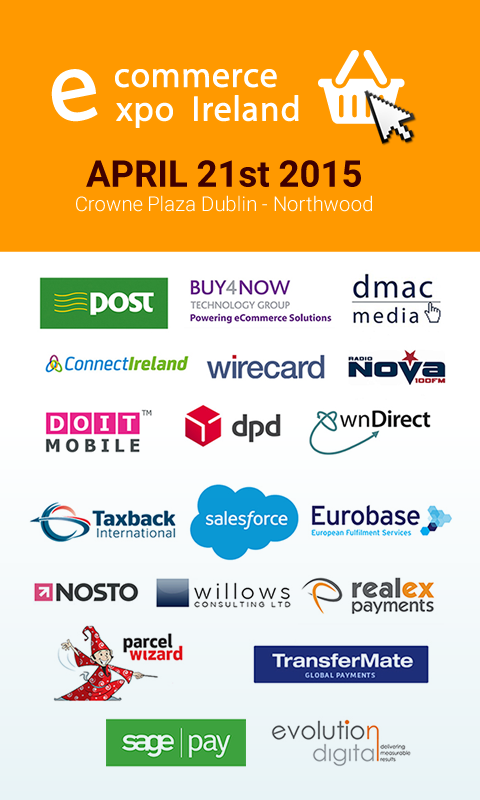 e commerce
xpo Ireland
APRIL 21st 2015
Crowne Plaza Dublin - Northwood
post
BUY4NOW
TECHNOLOGY GROUP
Powering eCommerce Solutions
dmac
media
ConnectIreland
wirecard
RADIO
NOVA
100FM
DOIT TM
MOBILE
dpd
wnDirect
Taxback
International
salesforce
Eurobase
European Fulfilment Services
NOSTO
willows
CONSULTING LTD
realex
payments
parcel
wizard
TransferMate
GLOBAL PAYMENTS
sage pay
evolution
digital
delivering
measurable
results